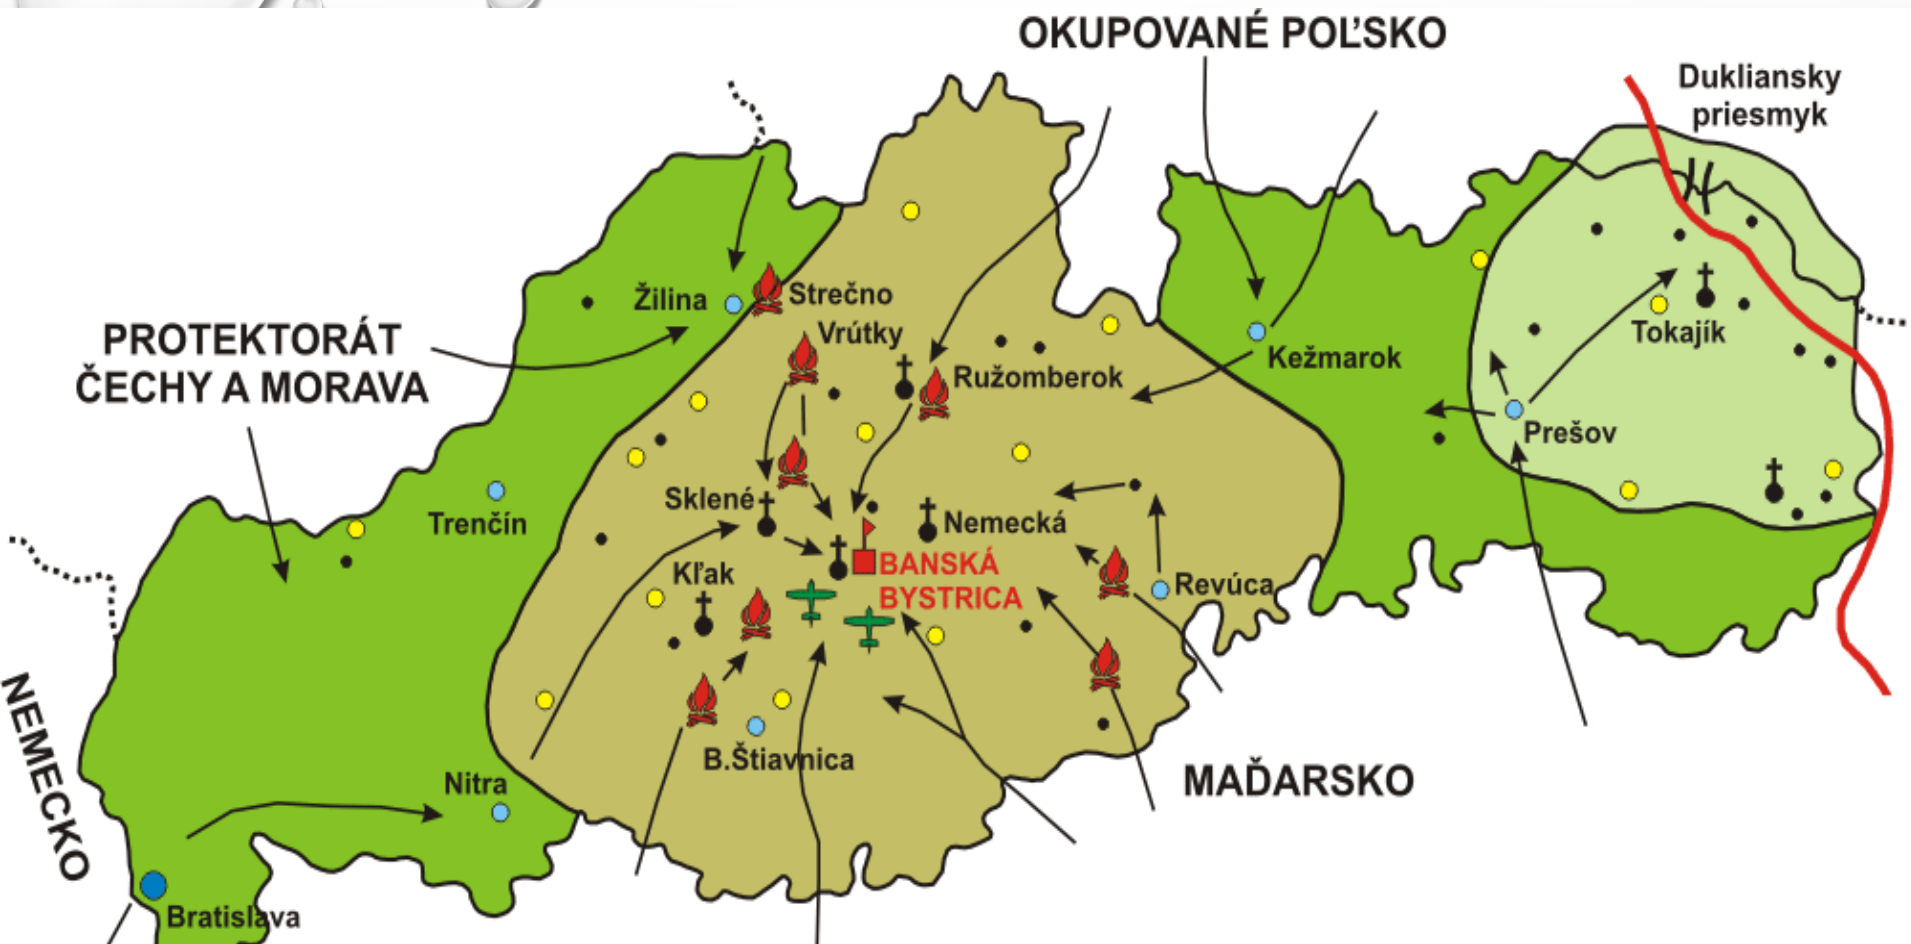 OKUPOVANÉ POĽSKO
Dukliansky
priesmyk
Žilina
Strečno
Vrútky
PROTEKTORÁT
ČECHY A MORAVA
Ružomberok
Kežmarok
Tokajík
Prešov
Trenčín
Sklené
Nemecká
BANSKÁ
BYSTRICA
Kľak
Revúca
NEMECKO
B.Štiavnica
Nitra
MAĎARSKO
Bratislava